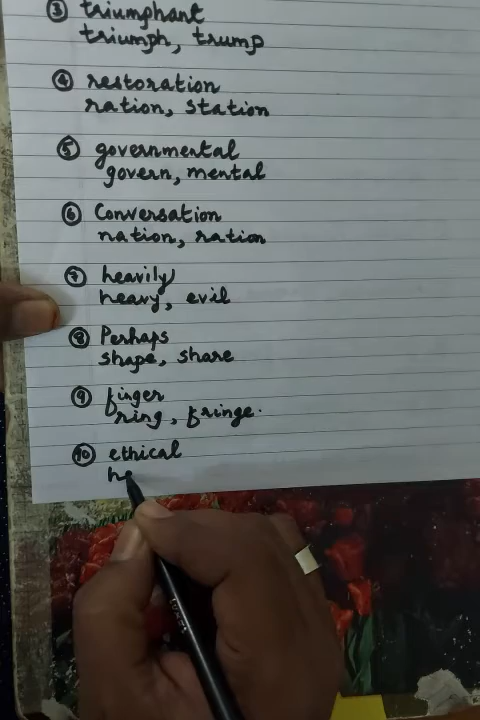 ③ triumphant
triumph, trump
④ restoration
ration, station
⑤ governmental
govern, mental
⑥ Conversation
nation, ration
⑦ heavily
heavy, evil
⑧ Perhaps
shape, share
⑨ finger
ring, fringe.
⑩ ethical
he